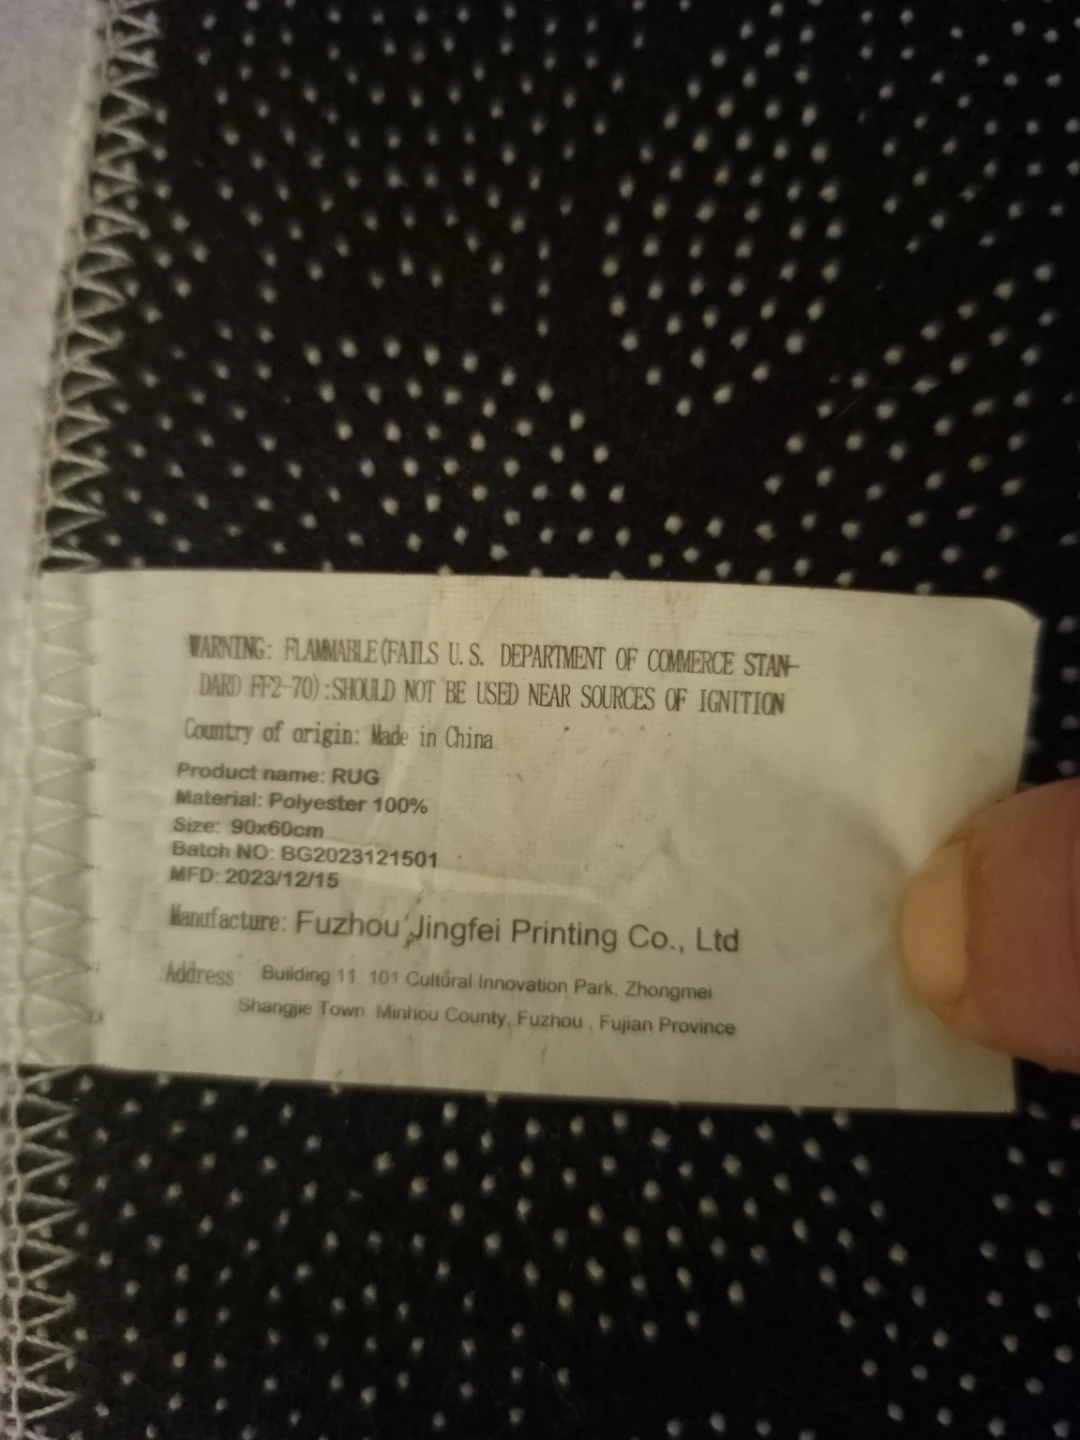 WARNING: FLAMMABLE(FAILS U.S. DEPARTMENT OF COMMERCE STAN-
DARD FF2-70):SHOULD NOT BE USED NEAR SOURCES OF IGNITION
Country of origin: Made in China
Product name: RUG
Material: Polyester 100%
Size: 90x60cm
Batch NO: BG2023121501
MFD: 2023/12/15
Manufacture: Fuzhou Jingfei Printing Co., Ltd
Address: Building 11 101 Cultural Innovation Park. Zhongmei
Shangjie Town Minhou County, Fuzhou , Fujian Province